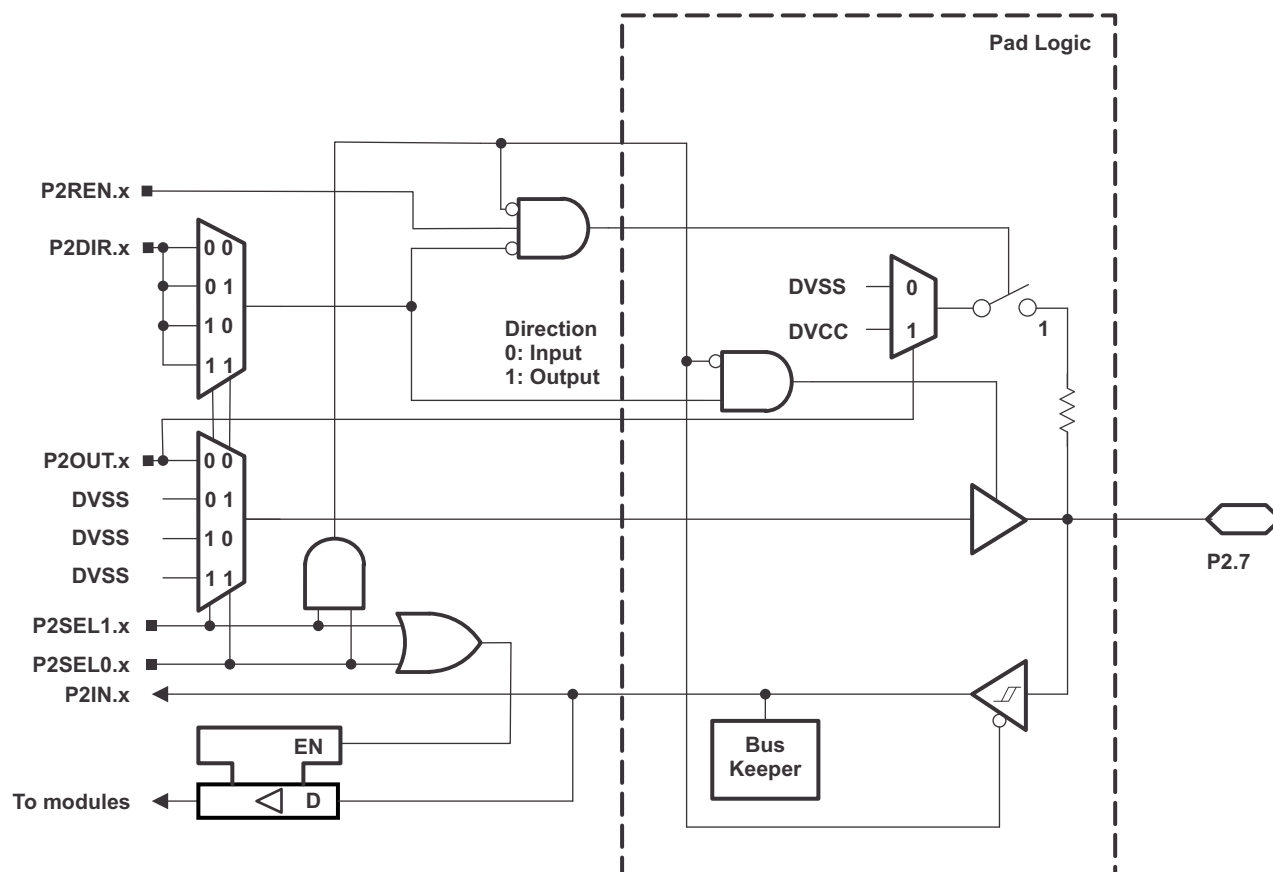 Pad Logic
P2REN.x
P2DIR.x
0 0
0 1
1 0
1 1
Direction
0: Input
1: Output
DVSS
0
DVCC
1
1
P2OUT.x
0 0
DVSS
0 1
DVSS
1 0
DVSS
1 1
P2.7
P2SEL1.x
P2SEL0.x
P2IN.x
EN
Bus
Keeper
To modules
D